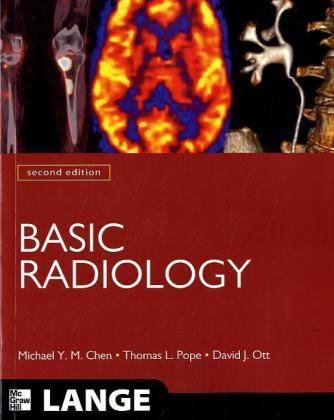 second edition
BASIC
RADIOLOGY
Michael Y. M. Chen • Thomas L. Pope • David J. Ott
Mc
Graw
Hill
LANGE